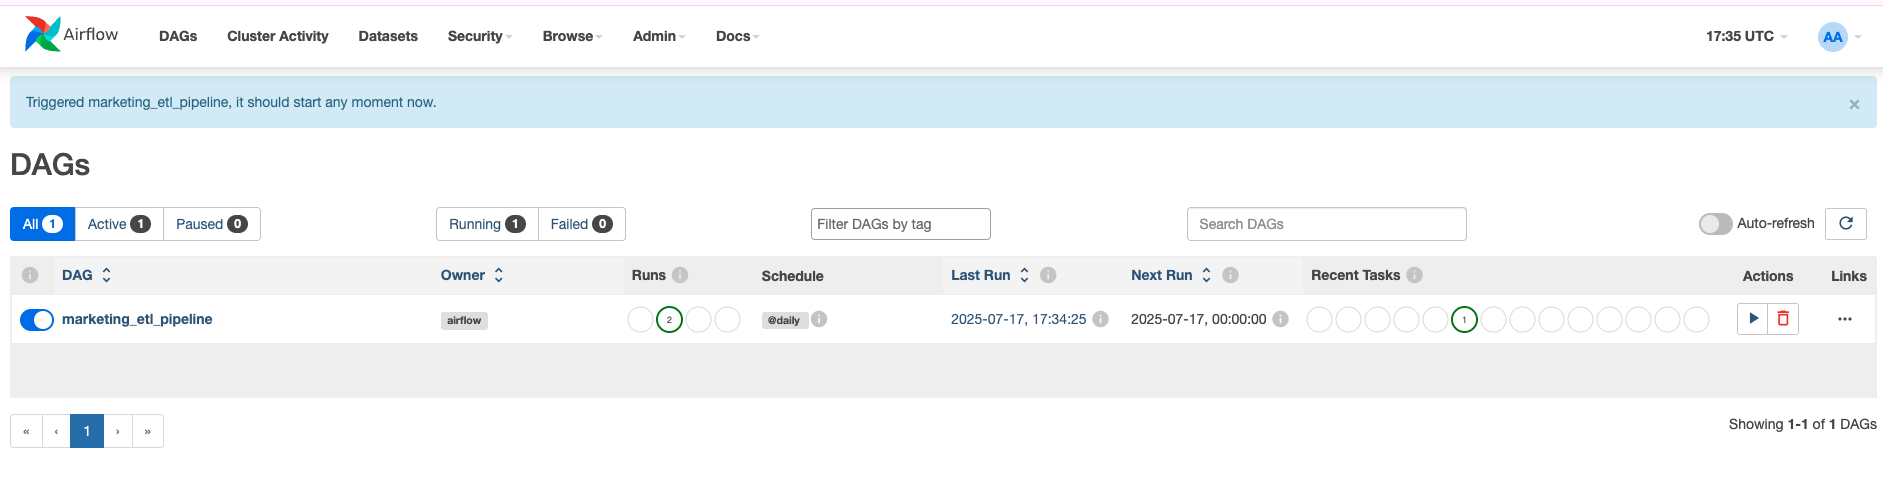 Airflow DAGs Cluster Activity Datasets Security Browse Admin Docs 17:35 UTC AA
Triggered marketing_etl_pipeline, it should start any moment now. ×
DAGs
All 1 Active 1 Paused 0 Running 1 Failed 0 Filter DAGs by tag Search DAGs Auto-refresh
i DAG Owner Runs i Schedule Last Run i Next Run i Recent Tasks i Actions Links
marketing_etl_pipeline airflow 2 @daily i 2025-07-17, 17:34:25 i 2025-07-17, 00:00:00 i 1 ...
« ‹ 1 › » Showing 1-1 of 1 DAGs